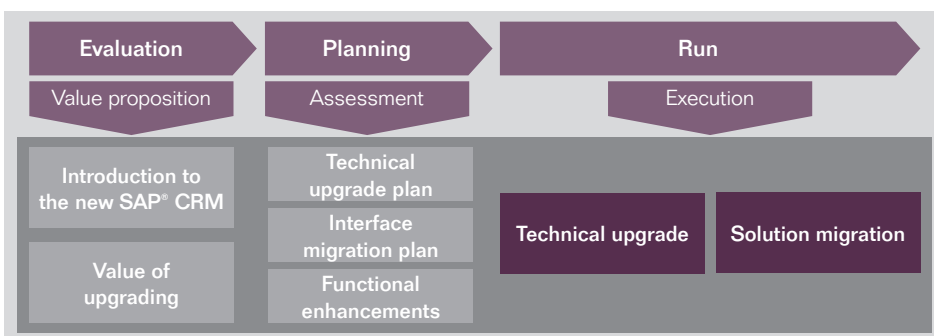 Evaluation
Planning
Run
Value proposition
Assessment
Execution
Introduction to
the new SAP® CRM
Value of
upgrading
Technical
upgrade plan
Interface
migration plan
Functional
enhancements
Technical upgrade
Solution migration